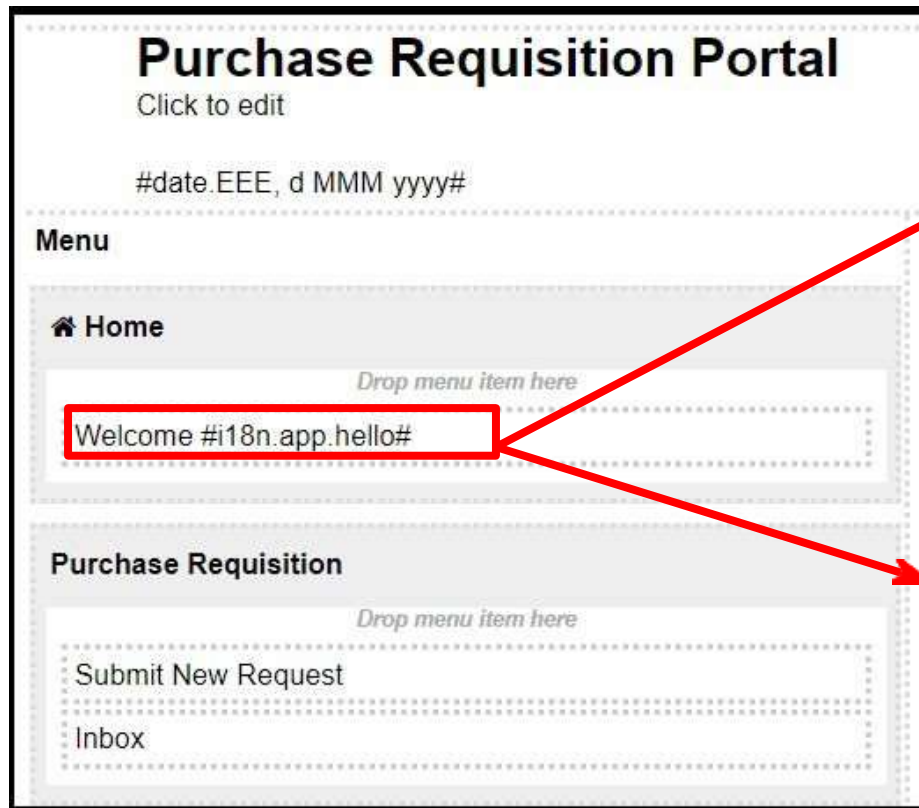 Purchase Requisition Portal
Click to edit
#date.EEE, d MMM yyyy#
Menu
Home
Drop menu item here
Welcome #i18n.app.hello#
Purchase Requisition
Drop menu item here
Submit New Request
Inbox